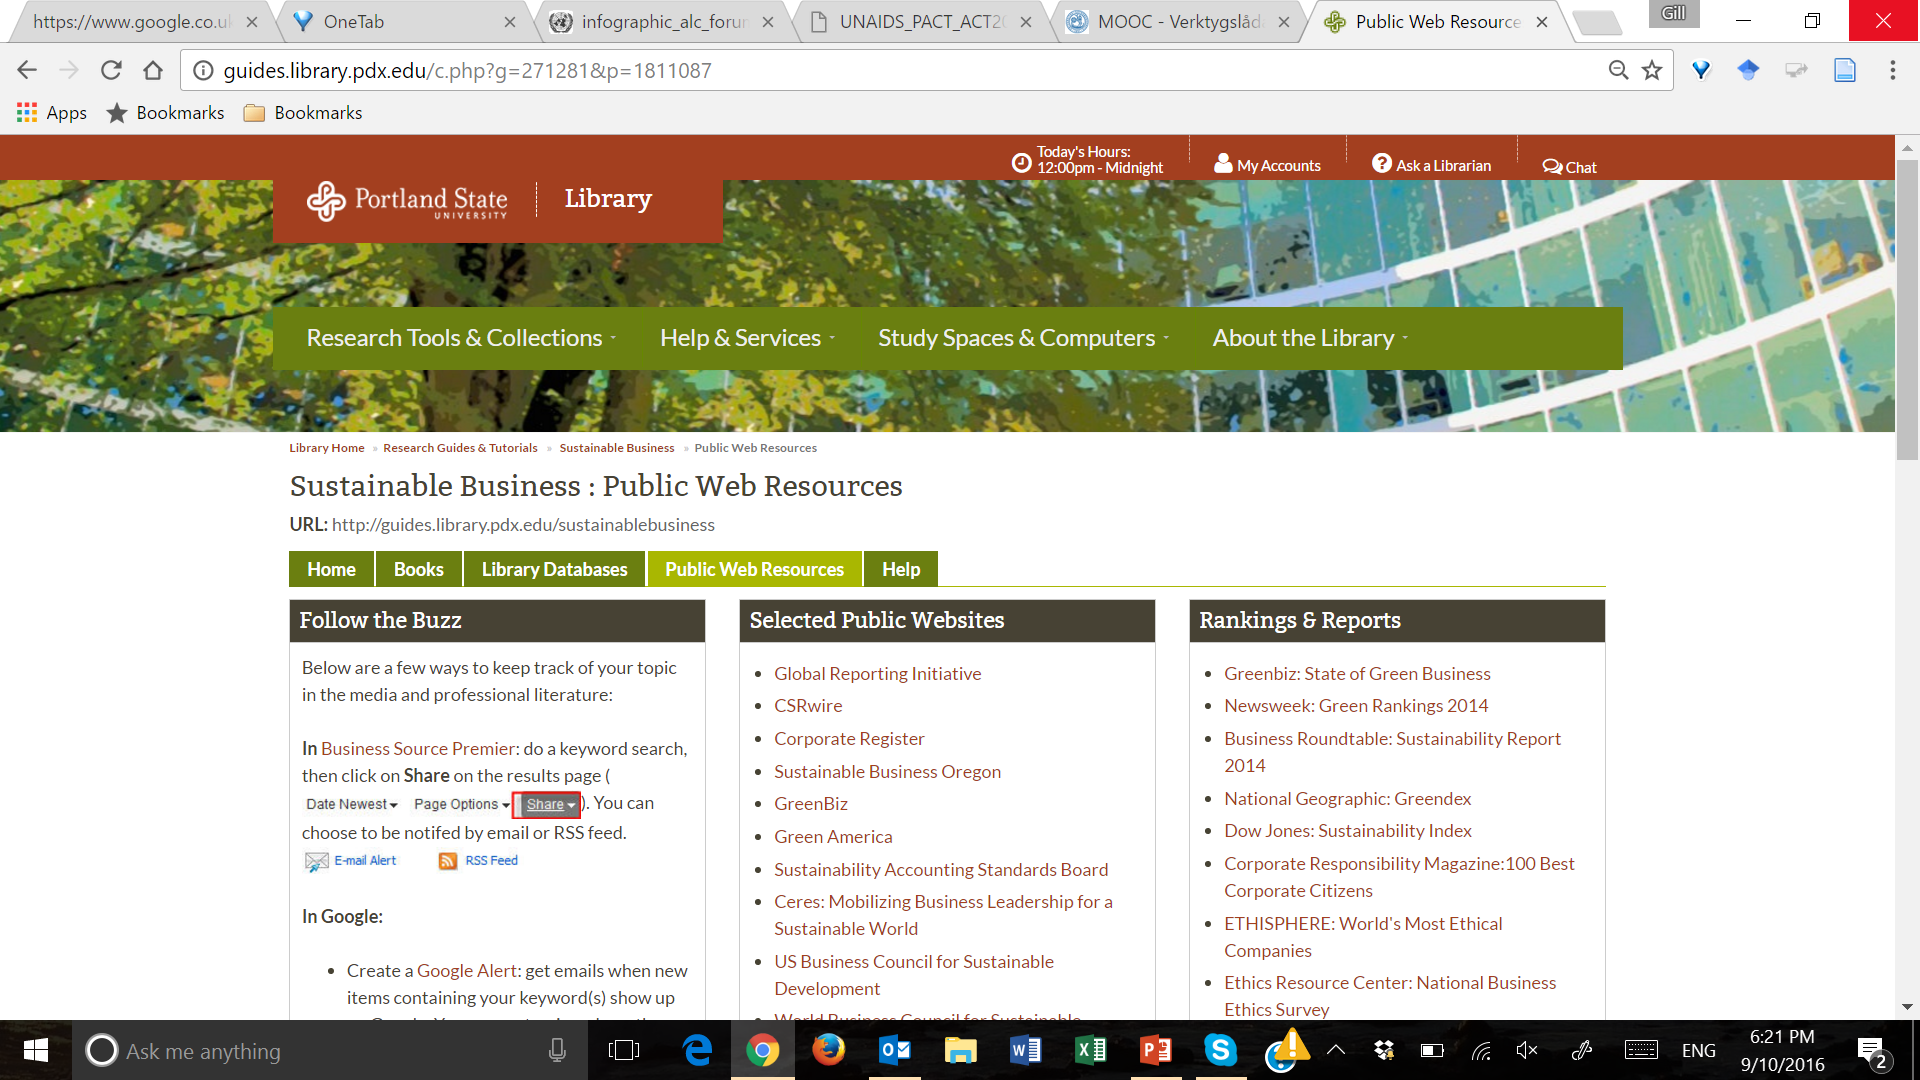 https://www.google.co.uk
OneTab
infographic_alc_forum
UNAIDS_PACT_ACT20
MOOC - Verktygslåda
Public Web Resource
Gill
guides.library.pdx.edu/c.php?g=271281&p=1811087
Apps
Bookmarks
Bookmarks
Today's Hours:
12:00pm - Midnight
My Accounts
Ask a Librarian
Chat
Portland State
UNIVERSITY
Library
Research Tools & Collections
Help & Services
Study Spaces & Computers
About the Library
Library Home » Research Guides & Tutorials » Sustainable Business » Public Web Resources
Sustainable Business : Public Web Resources
URL: http://guides.library.pdx.edu/sustainablebusiness
Home
Books
Library Databases
Public Web Resources
Help
Follow the Buzz
Below are a few ways to keep track of your topic
in the media and professional literature:
In Business Source Premier: do a keyword search,
then click on Share on the results page (
Date Newest Page Options Share ). You can
choose to be notifed by email or RSS feed.
E-mail Alert RSS Feed
In Google:
• Create a Google Alert: get emails when new
items containing your keyword(s) show up
Selected Public Websites
• Global Reporting Initiative
• CSRwire
• Corporate Register
• Sustainable Business Oregon
• GreenBiz
• Green America
• Sustainability Accounting Standards Board
• Ceres: Mobilizing Business Leadership for a
Sustainable World
• US Business Council for Sustainable
Development
World Business Council for Sustainable
Rankings & Reports
• Greenbiz: State of Green Business
• Newsweek: Green Rankings 2014
• Business Roundtable: Sustainability Report
2014
• National Geographic: Greendex
• Dow Jones: Sustainability Index
• Corporate Responsibility Magazine:100 Best
Corporate Citizens
• ETHISPHERE: World's Most Ethical
Companies
• Ethics Resource Center: National Business
Ethics Survey
Ask me anything
ENG
6:21 PM
9/10/2016
2